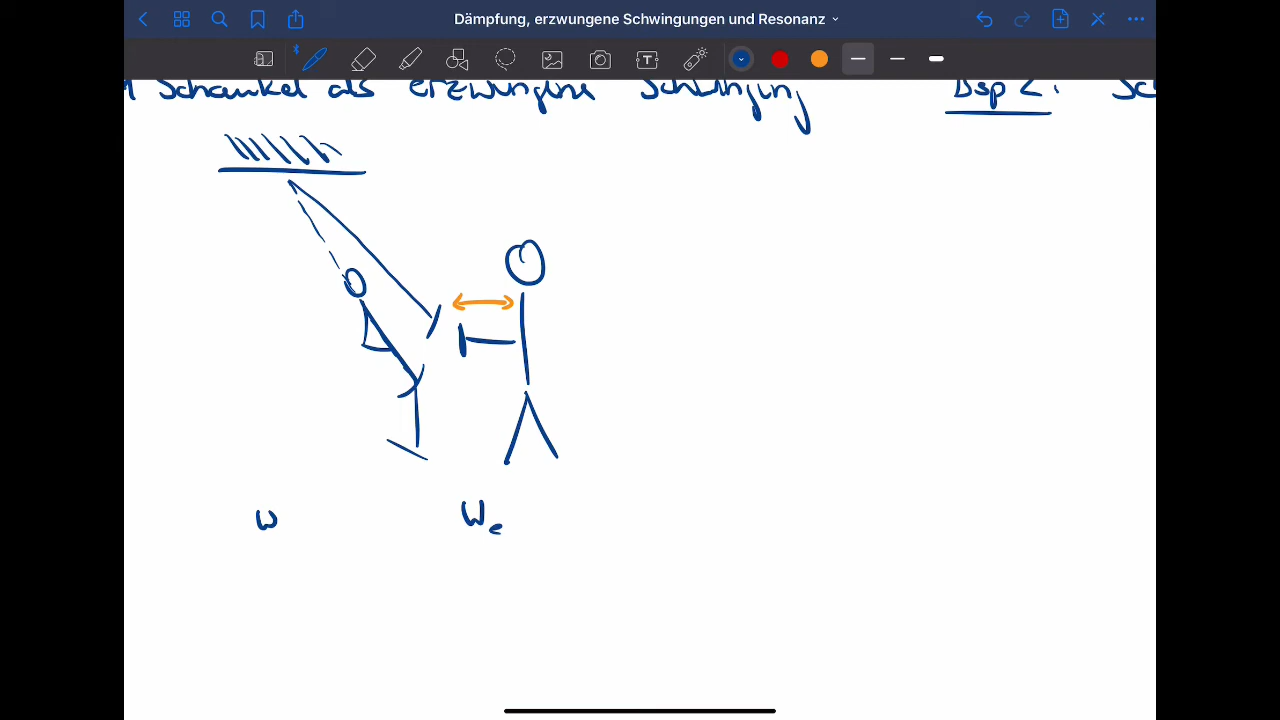 Dämpfung, erzwungene Schwingungen und Resonanz
Schaukel als erzwungene Schwingung
Bsp 2:
ω
ωe